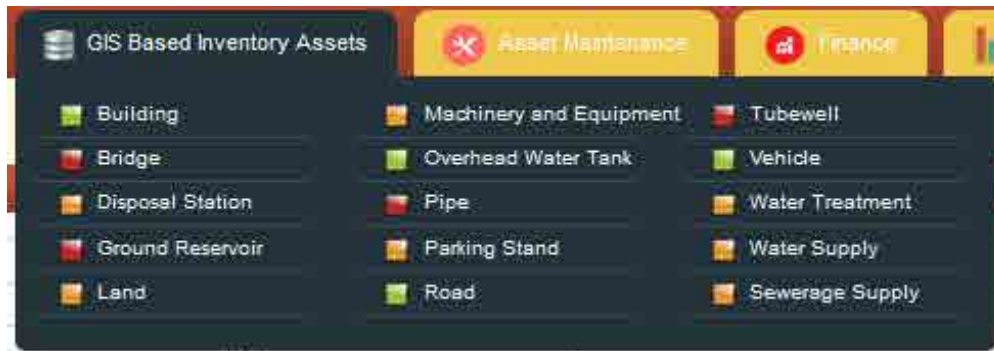 GIS Based Inventory Assets
Asset Maintenance
Finance
Building
Bridge
Disposal Station
Ground Reservoir
Land
Machinery and Equipment
Overhead Water Tank
Pipe
Parking Stand
Road
Tubewell
Vehicle
Water Treatment
Water Supply
Sewerage Supply